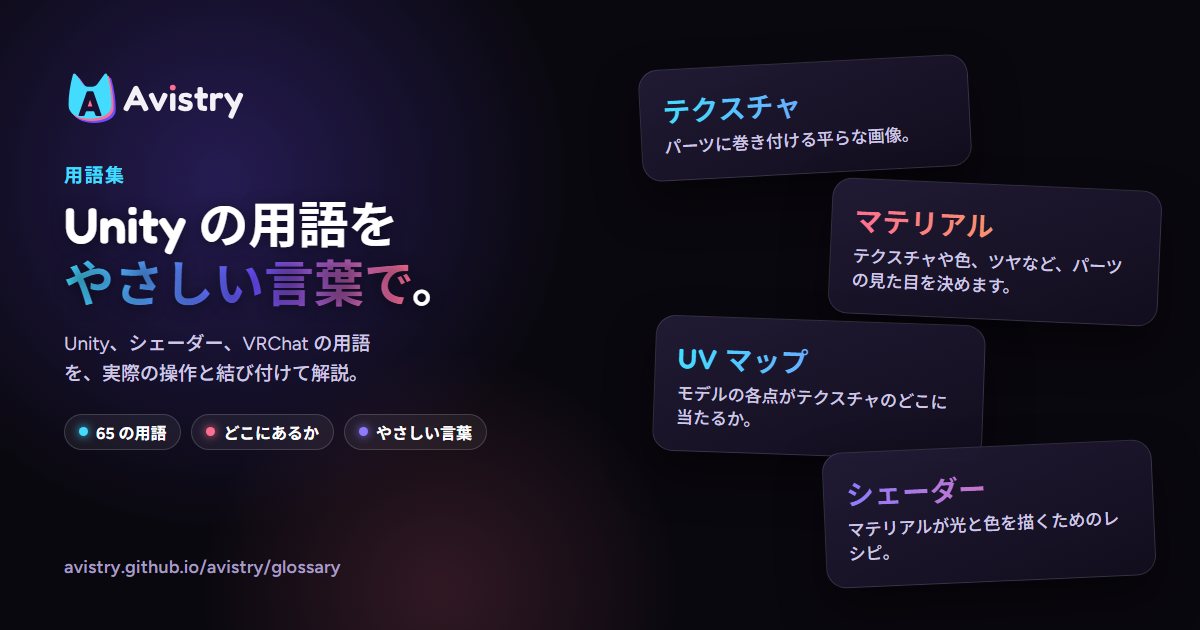 Avistry
用語集
Unity の用語を
やさしい言葉で。
Unity、シェーダー、VRChat の用語
を、実際の操作と結び付けて解説。
65 の用語
どこにあるか
やさしい言葉
avistry.github.io/avistry/glossary
テクスチャ
パーツに巻き付ける平らな画像。
マテリアル
テクスチャや色、ツヤなど、パーツ
の見た目を決めます。
UV マップ
モデルの各点がテクスチャのどこに
当たるか。
シェーダー
マテリアルが光と色を描くためのレ
シピ。